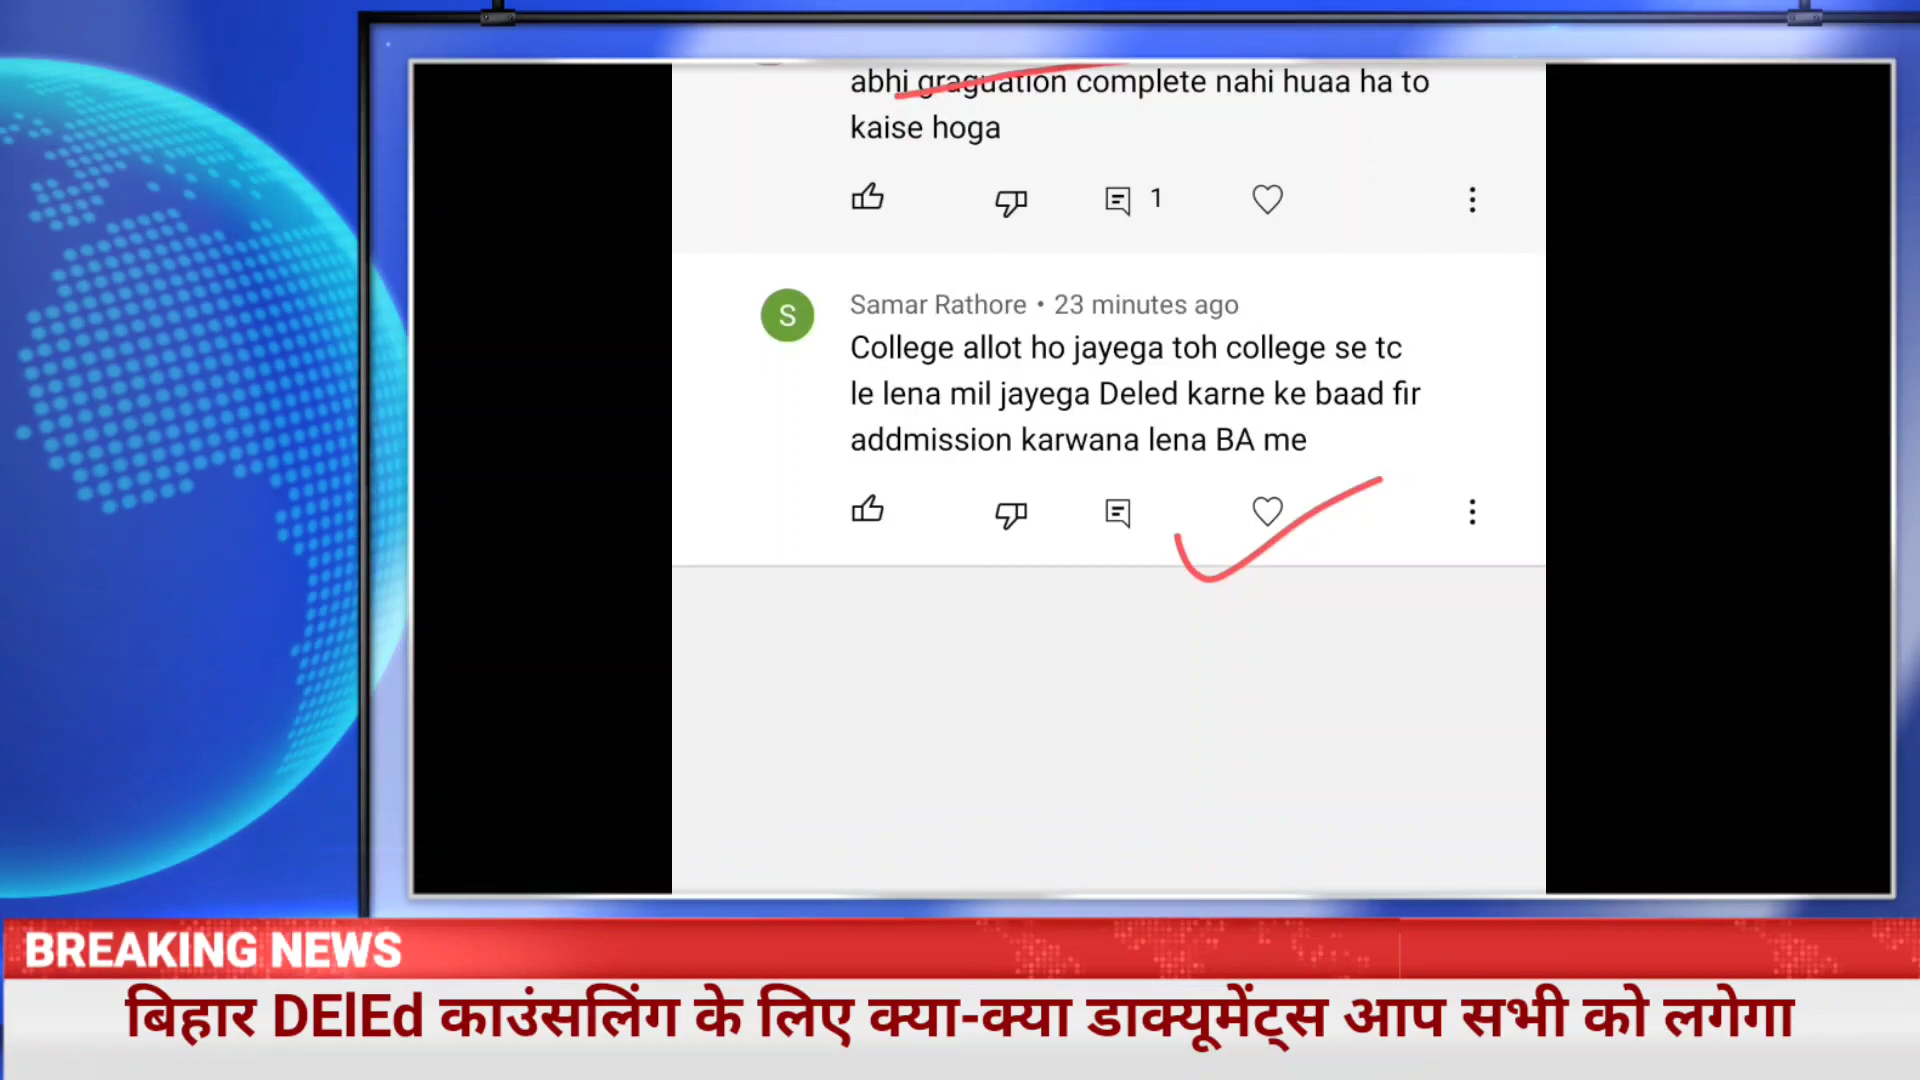 abhi graguation complete nahi huaa ha to
kaise hoga
1
S
Samar Rathore • 23 minutes ago
College allot ho jayega toh college se tc
le lena mil jayega Deled karne ke baad fir
addmission karwana lena BA me
BREAKING NEWS
बिहार DElEd काउंसलिंग के लिए क्या-क्या डाक्यूमेंट्स आप सभी को लगेगा